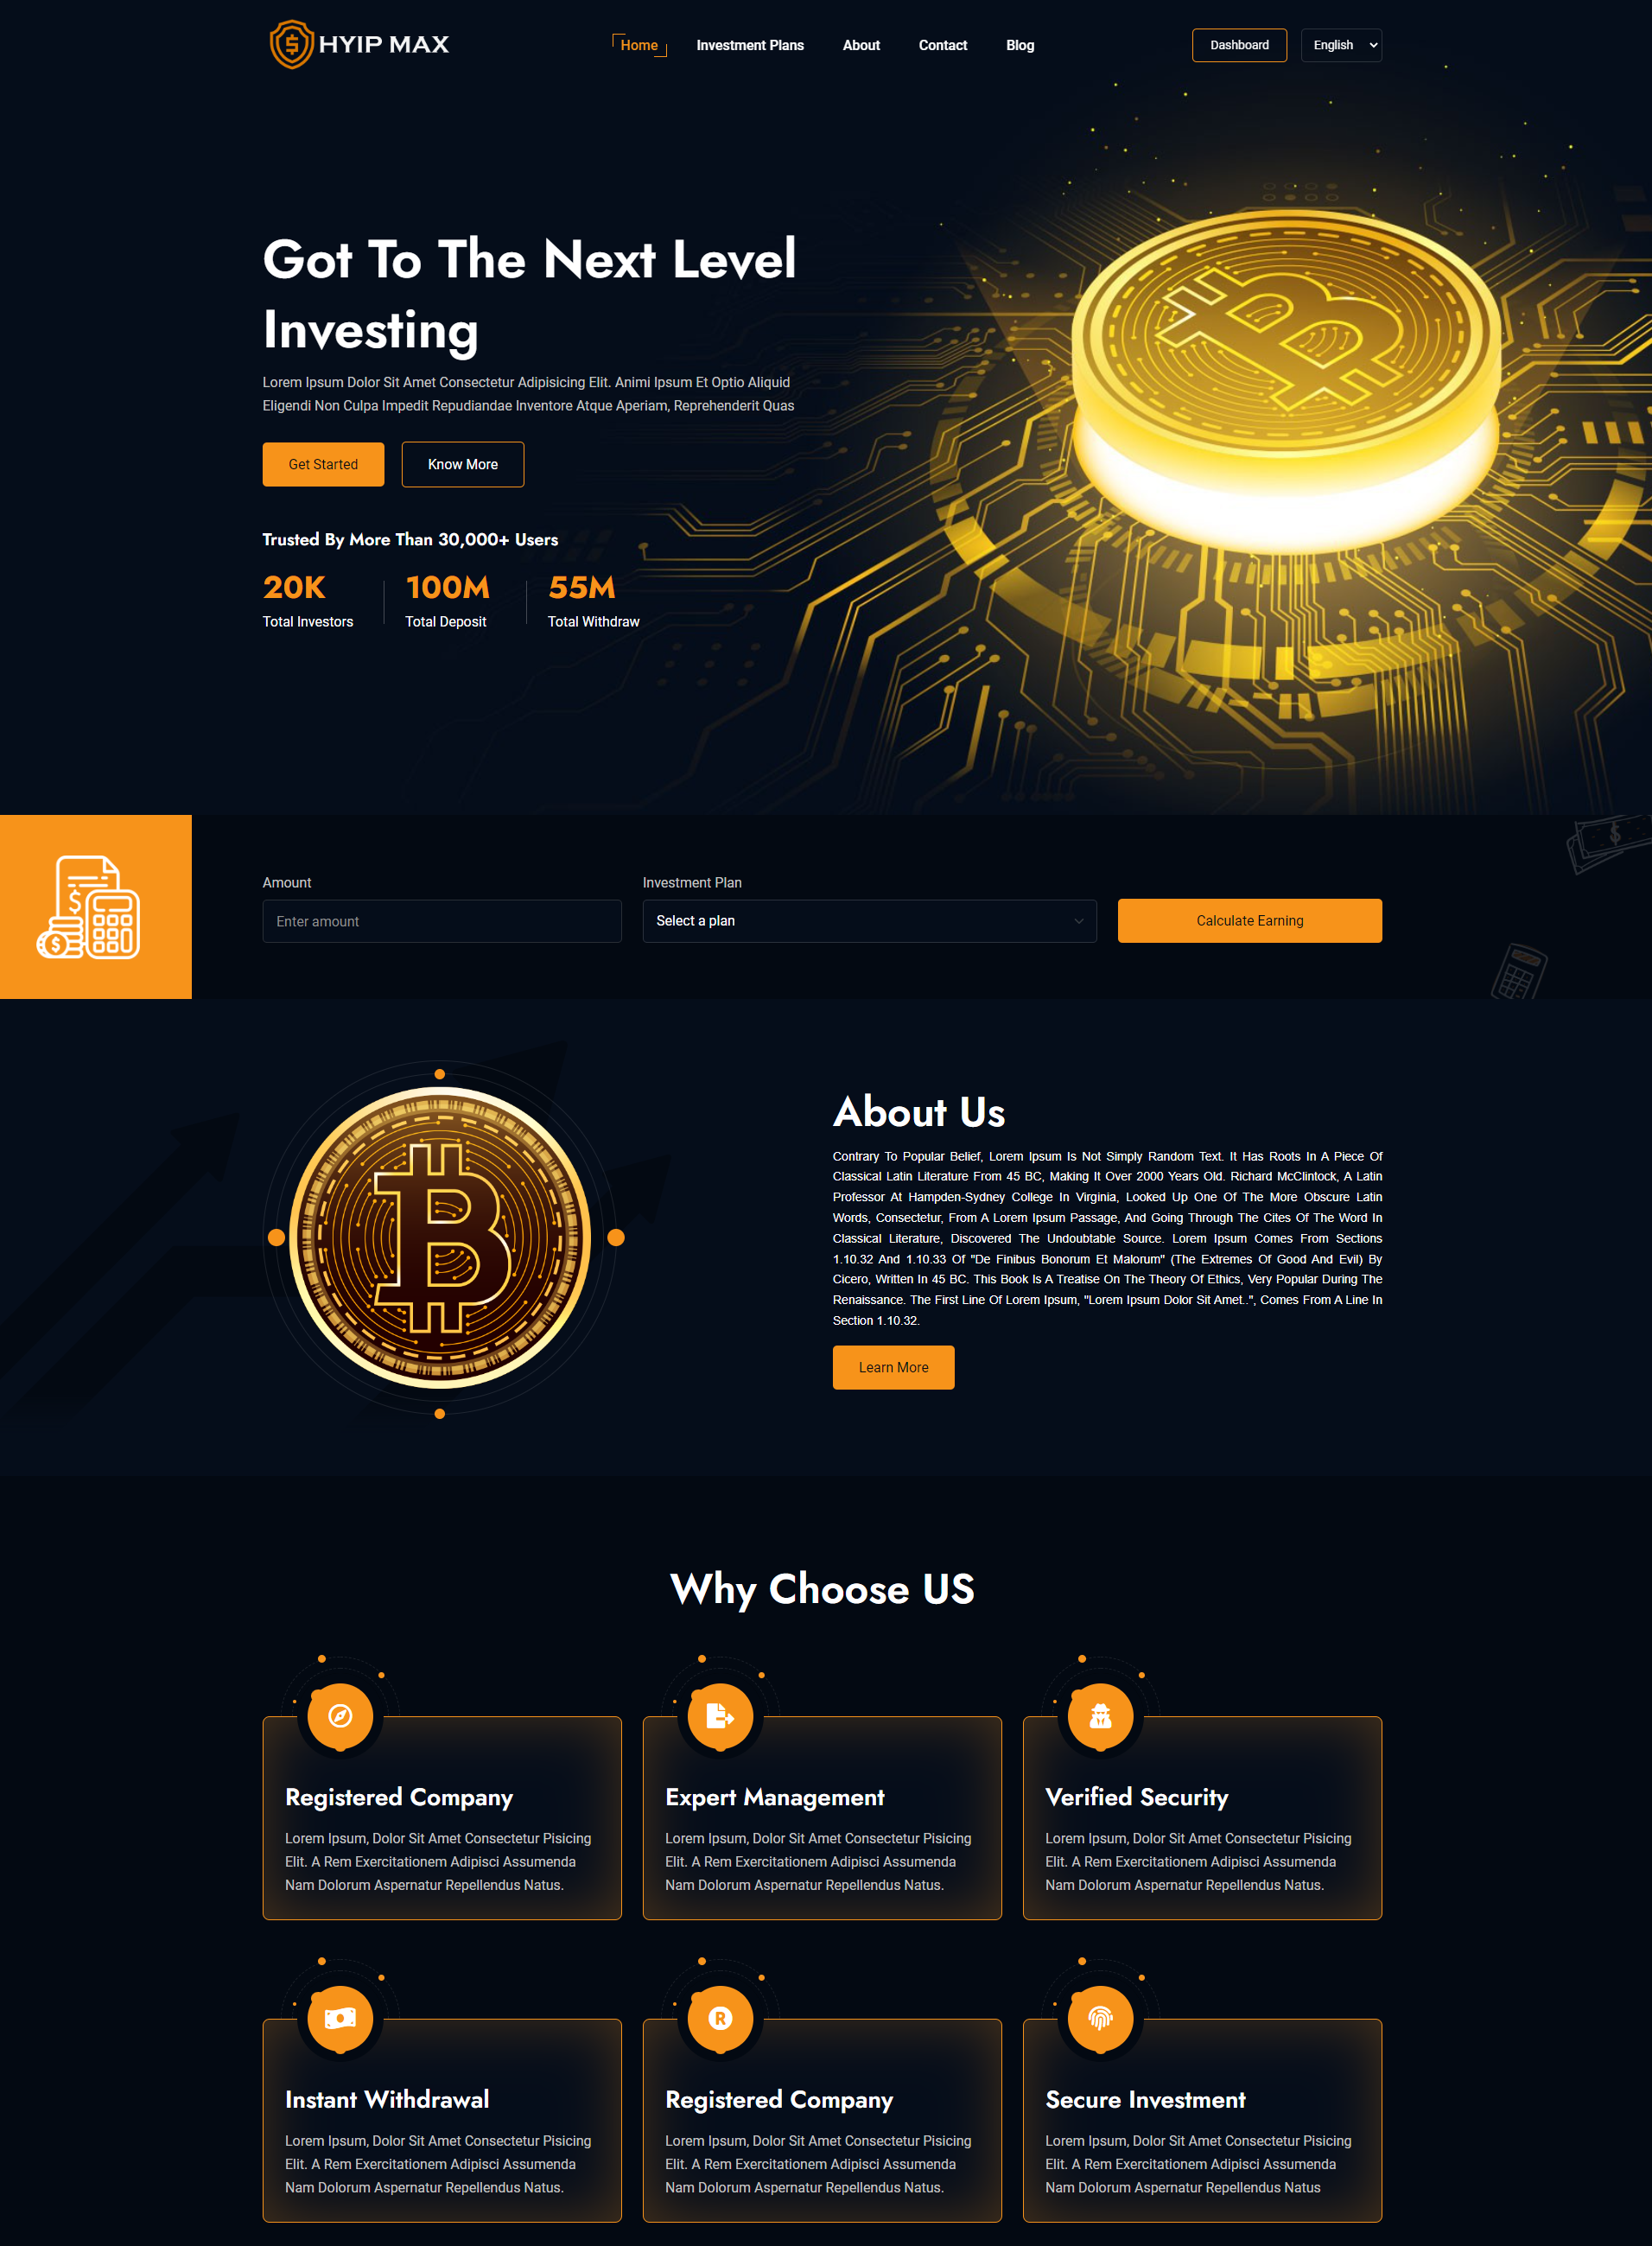 HYIP MAX
Home
Investment Plans
About
Contact
Blog
Dashboard
English
Got To The Next Level
Investing
Lorem Ipsum Dolor Sit Amet Consectetur Adipisicing Elit. Animi Ipsum Et Optio Aliquid
Eligendi Non Culpa Impedit Repudiandae Inventore Atque Aperiam, Reprehenderit Quas
Get Started
Know More
Trusted By More Than 30,000+ Users
20K
Total Investors
100M
Total Deposit
55M
Total Withdraw
Amount
Enter amount
Investment Plan
Select a plan
Calculate Earning
About Us
Contrary To Popular Belief, Lorem Ipsum Is Not Simply Random Text. It Has Roots In A Piece Of
Classical Latin Literature From 45 BC, Making It Over 2000 Years Old. Richard McClintock, A Latin
Professor At Hampden-Sydney College In Virginia, Looked Up One Of The More Obscure Latin
Words, Consectetur, From A Lorem Ipsum Passage, And Going Through The Cites Of The Word In
Classical Literature, Discovered The Undoubtable Source. Lorem Ipsum Comes From Sections
1.10.32 And 1.10.33 Of "De Finibus Bonorum Et Malorum" (The Extremes Of Good And Evil) By
Cicero, Written In 45 BC. This Book Is A Treatise On The Theory Of Ethics, Very Popular During The
Renaissance. The First Line Of Lorem Ipsum, "Lorem Ipsum Dolor Sit Amet..", Comes From A Line In
Section 1.10.32.
Learn More
Why Choose US
Registered Company
Lorem Ipsum, Dolor Sit Amet Consectetur Pisicing
Elit. A Rem Exercitationem Adipisci Assumenda
Nam Dolorum Aspernatur Repellendus Natus.
Expert Management
Lorem Ipsum, Dolor Sit Amet Consectetur Pisicing
Elit. A Rem Exercitationem Adipisci Assumenda
Nam Dolorum Aspernatur Repellendus Natus.
Verified Security
Lorem Ipsum, Dolor Sit Amet Consectetur Pisicing
Elit. A Rem Exercitationem Adipisci Assumenda
Nam Dolorum Aspernatur Repellendus Natus.
Instant Withdrawal
Lorem Ipsum, Dolor Sit Amet Consectetur Pisicing
Elit. A Rem Exercitationem Adipisci Assumenda
Nam Dolorum Aspernatur Repellendus Natus.
Registered Company
Lorem Ipsum, Dolor Sit Amet Consectetur Pisicing
Elit. A Rem Exercitationem Adipisci Assumenda
Nam Dolorum Aspernatur Repellendus Natus.
Secure Investment
Lorem Ipsum, Dolor Sit Amet Consectetur Pisicing
Elit. A Rem Exercitationem Adipisci Assumenda
Nam Dolorum Aspernatur Repellendus Natus